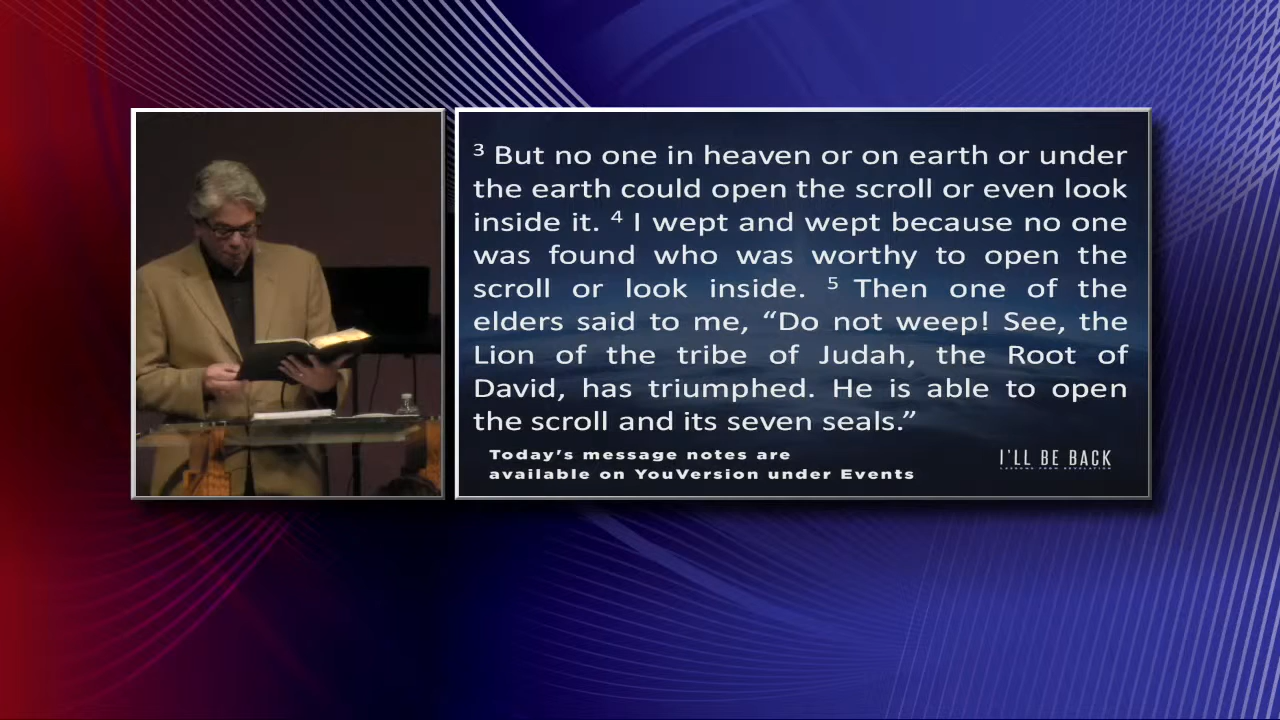 ³ But no one in heaven or on earth or under
the earth could open the scroll or even look
inside it. ⁴ I wept and wept because no one
was found who was worthy to open the
scroll or look inside. ⁵ Then one of the
elders said to me, “Do not weep! See, the
Lion of the tribe of Judah, the Root of
David, has triumphed. He is able to open
the scroll and its seven seals.”
Today’s message notes are
available on YouVersion under Events
I'LL BE BACK
LESSONS FROM REVELATION